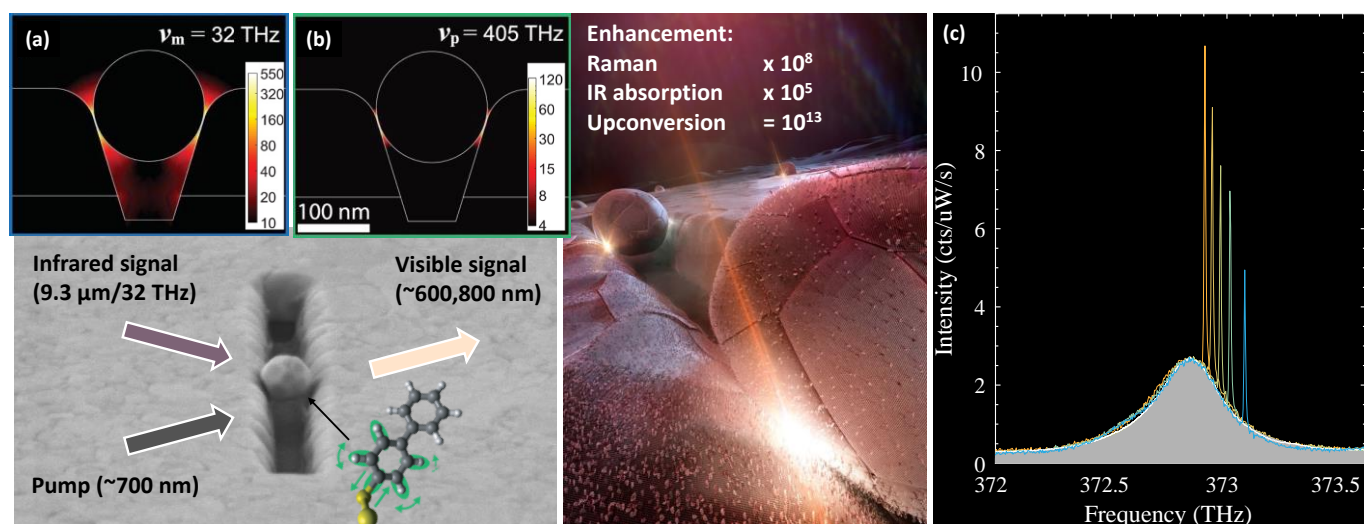 (a)
νm = 32 THz
550
320
160
80
40
20
10
(b)
νp = 405 THz
120
60
30
15
8
4
100 nm
Infrared signal
(9.3 μm/32 THz)
Visible signal
(~600,800 nm)
Pump (~700 nm)
Enhancement:
Raman x 10⁸
IR absorption x 10⁵
Upconversion = 10¹³
(c)
Intensity (cts/uW/s)
10
8
6
4
2
0
372
372.5
373
373.5
Frequency (THz)